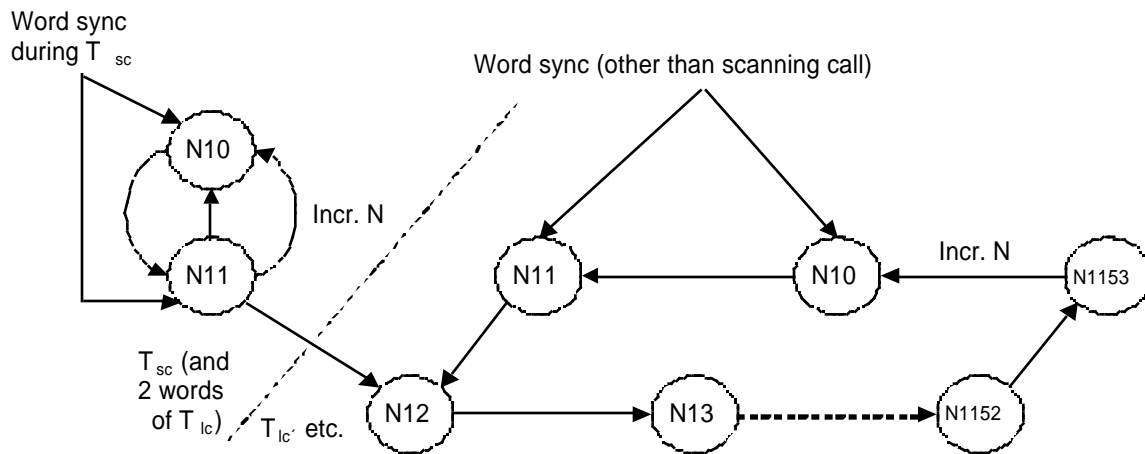 Word sync
during T sc
Word sync (other than scanning call)
N10
Incr. N
N11
N11
N10
Incr. N
N1153
T sc (and
2 words
of T lc)
T lc´ etc.
N12
N13
N1152